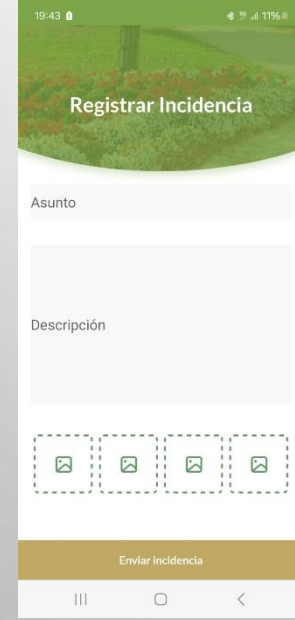 19:43
11%
Registrar Incidencia
Asunto
Descripción
Enviar incidencia